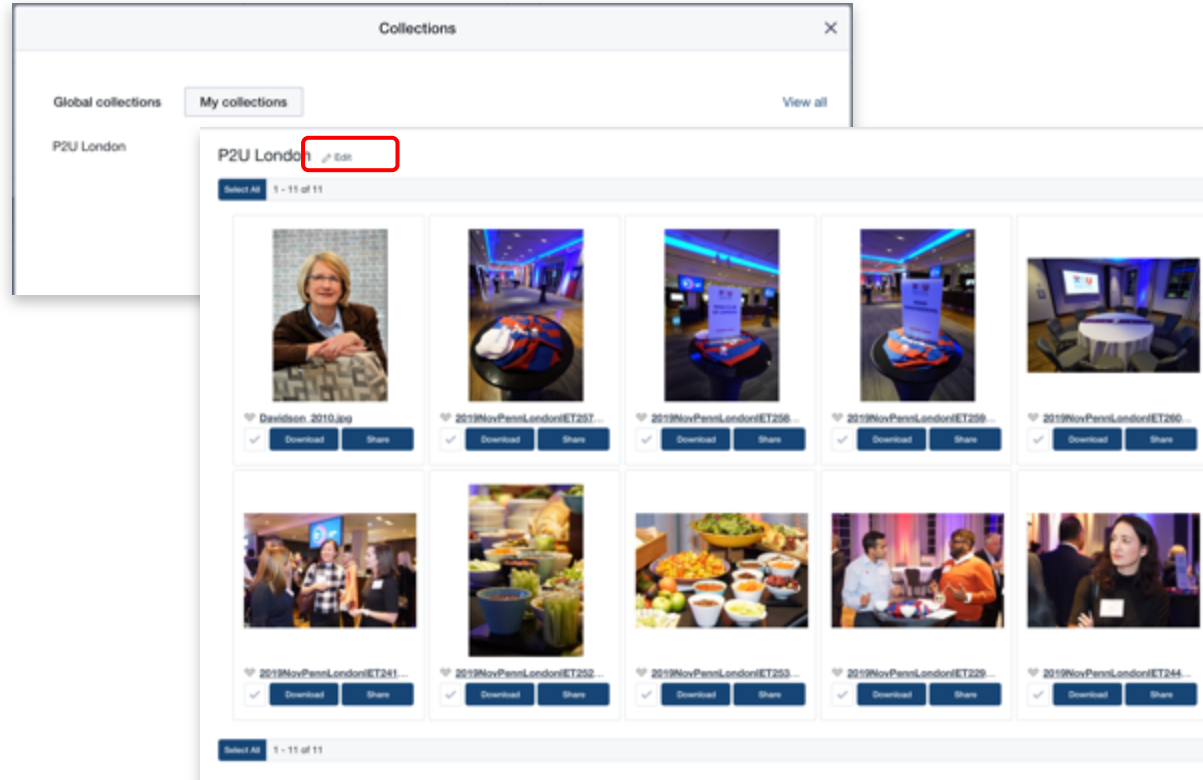 Collections
Global collections
My collections
View all
P2U London
P2U London
Edit
Select All
1 - 11 of 11
Davidson_2010.jpg
2019NovPennLondonIET257...
2019NovPennLondonIET258...
2019NovPennLondonIET259...
2019NovPennLondonIET260...
Download Share
Download Share
Download Share
Download Share
Download Share
2019NovPennLondonIET241...
2019NovPennLondonIET252...
2019NovPennLondonIET253...
2019NovPennLondonIET229...
2019NovPennLondonIET244...
Download Share
Download Share
Download Share
Download Share
Download Share
Select All
1 - 11 of 11